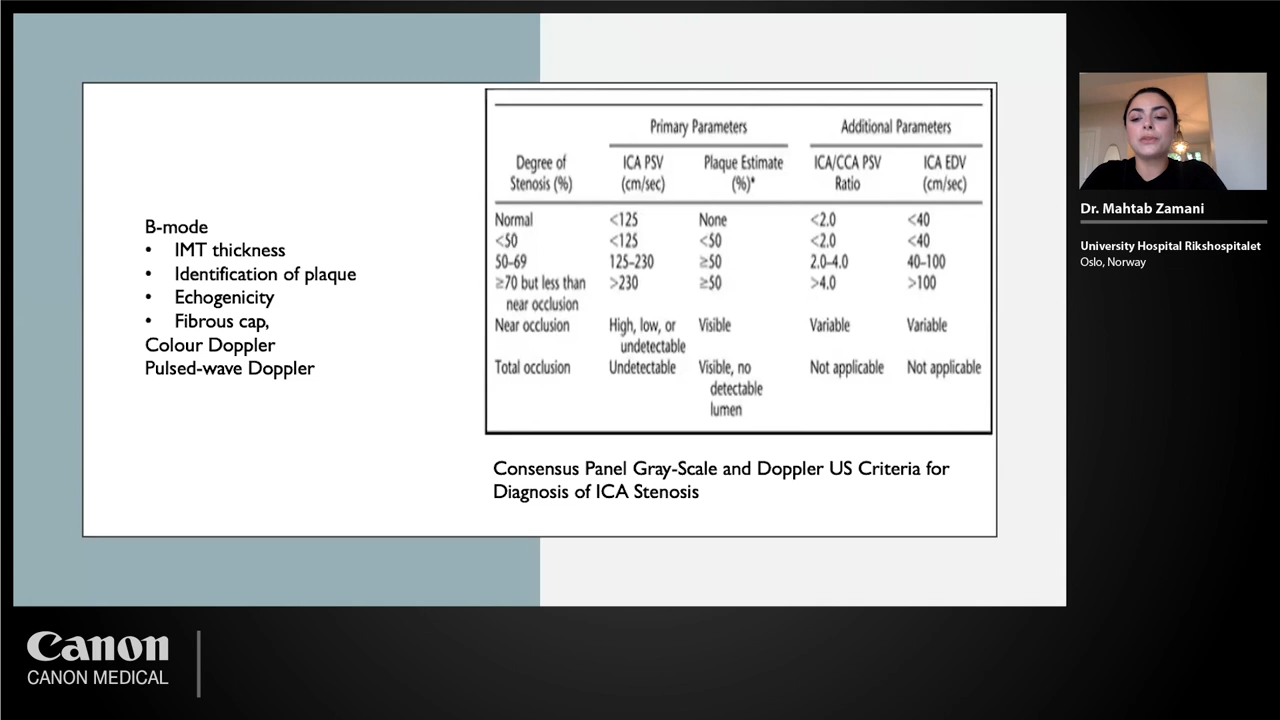 B-mode
• IMT thickness
• Identification of plaque
• Echogenicity
• Fibrous cap,
Colour Doppler
Pulsed-wave Doppler
Primary Parameters Additional Parameters
Degree of Stenosis (%) ICA PSV (cm/sec) Plaque Estimate (%)* ICA/CCA PSV Ratio ICA EDV (cm/sec)
Normal <125 None <2.0 <40
<50 <125 <50 <2.0 <40
50–69 125–230 ≥50 2.0–4.0 40–100
≥70 but less than near occlusion >230 ≥50 >4.0 >100
Near occlusion High, low, or undetectable Visible Variable Variable
Total occlusion Undetectable Visible, no detectable lumen Not applicable Not applicable
Consensus Panel Gray-Scale and Doppler US Criteria for
Diagnosis of ICA Stenosis
Dr. Mahtab Zamani
University Hospital Rikshospitalet
Oslo, Norway
Canon
CANON MEDICAL